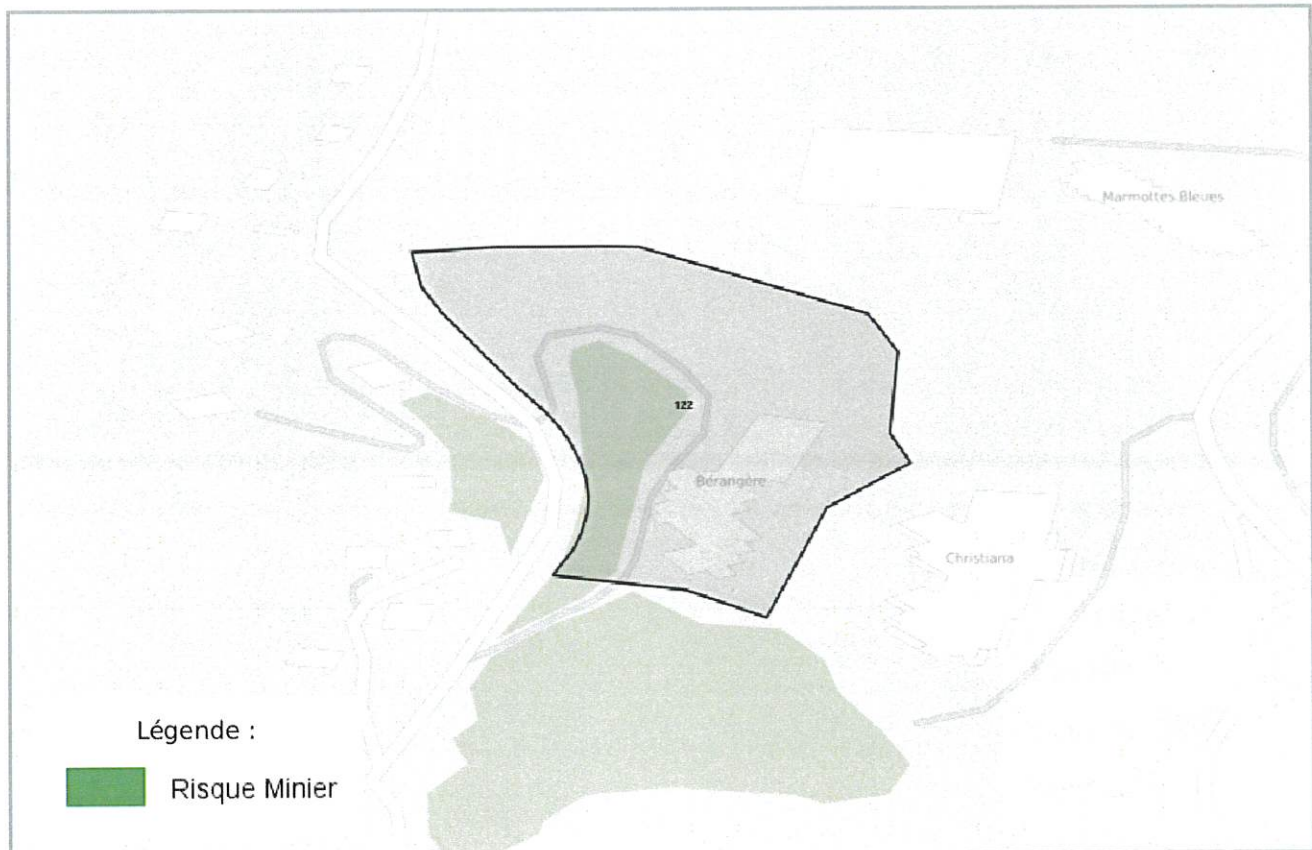 Marmottes Bleues
122
Bérangère
Christiana
Légende :
Risque Minier